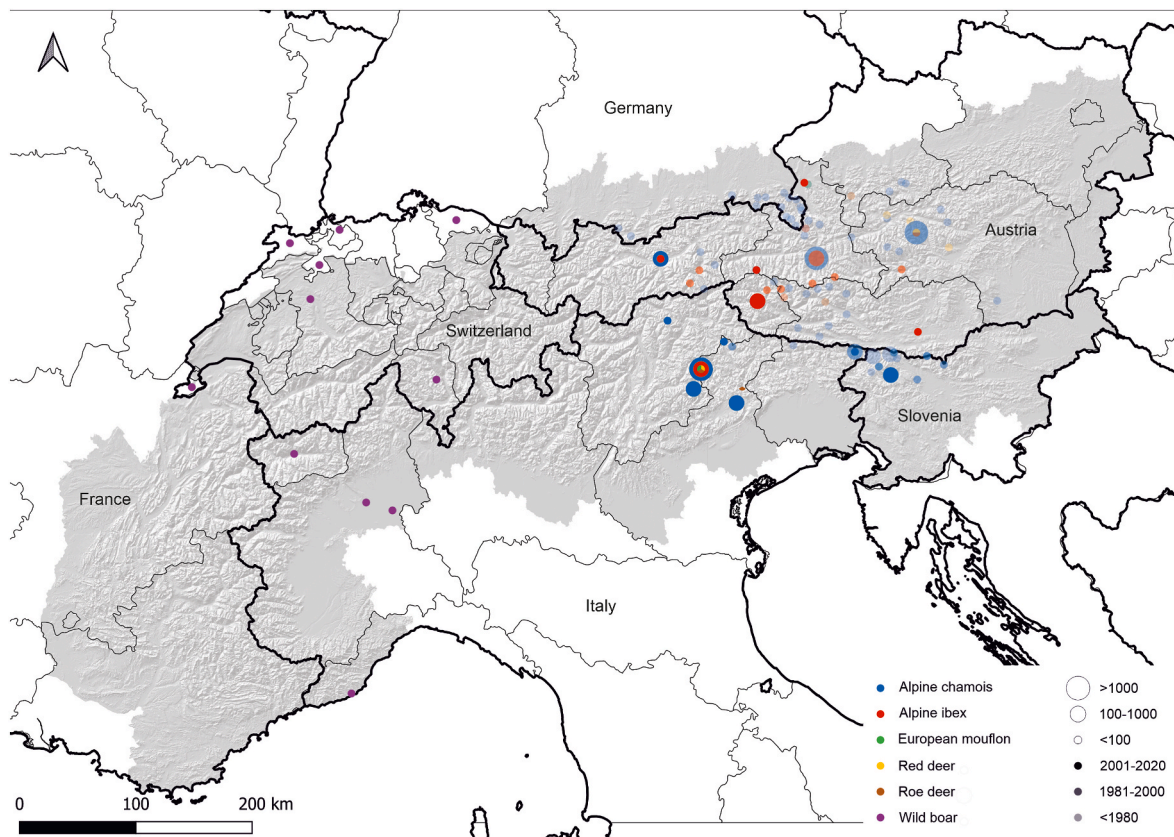 Germany
Austria
Switzerland
Slovenia
France
Italy
Alpine chamois
>1000
Alpine ibex
100-1000
European mouflon
<100
Red deer
2001-2020
Roe deer
1981-2000
Wild boar
<1980
0 100 200 km